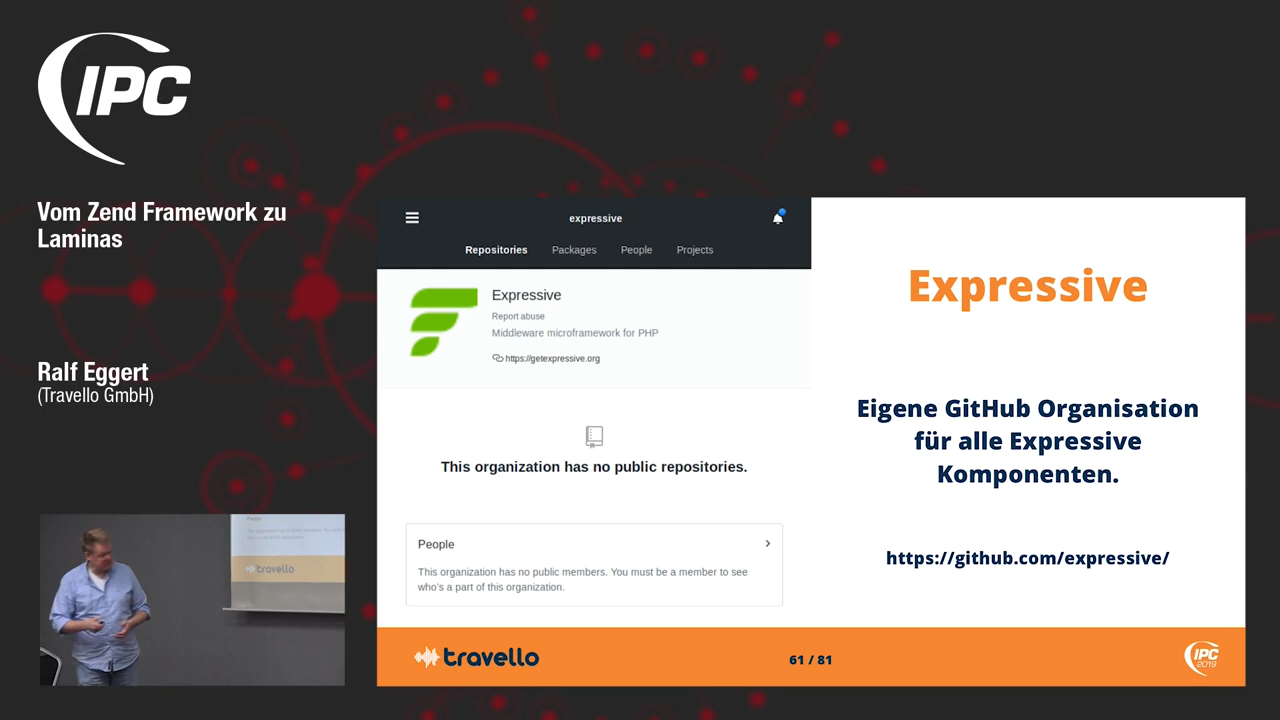 IPC
Vom Zend Framework zu
Laminas
Ralf Eggert
(Travello GmbH)
expressive
Repositories Packages People Projects
Expressive
Report abuse
Middleware microframework for PHP
https://getexpressive.org
This organization has no public repositories.
People
This organization has no public members. You must be a member to see
who's a part of this organization.
Expressive
Eigene GitHub Organisation
für alle Expressive
Komponenten.
https://github.com/expressive/
travello
61 / 81
IPC
2019
travello